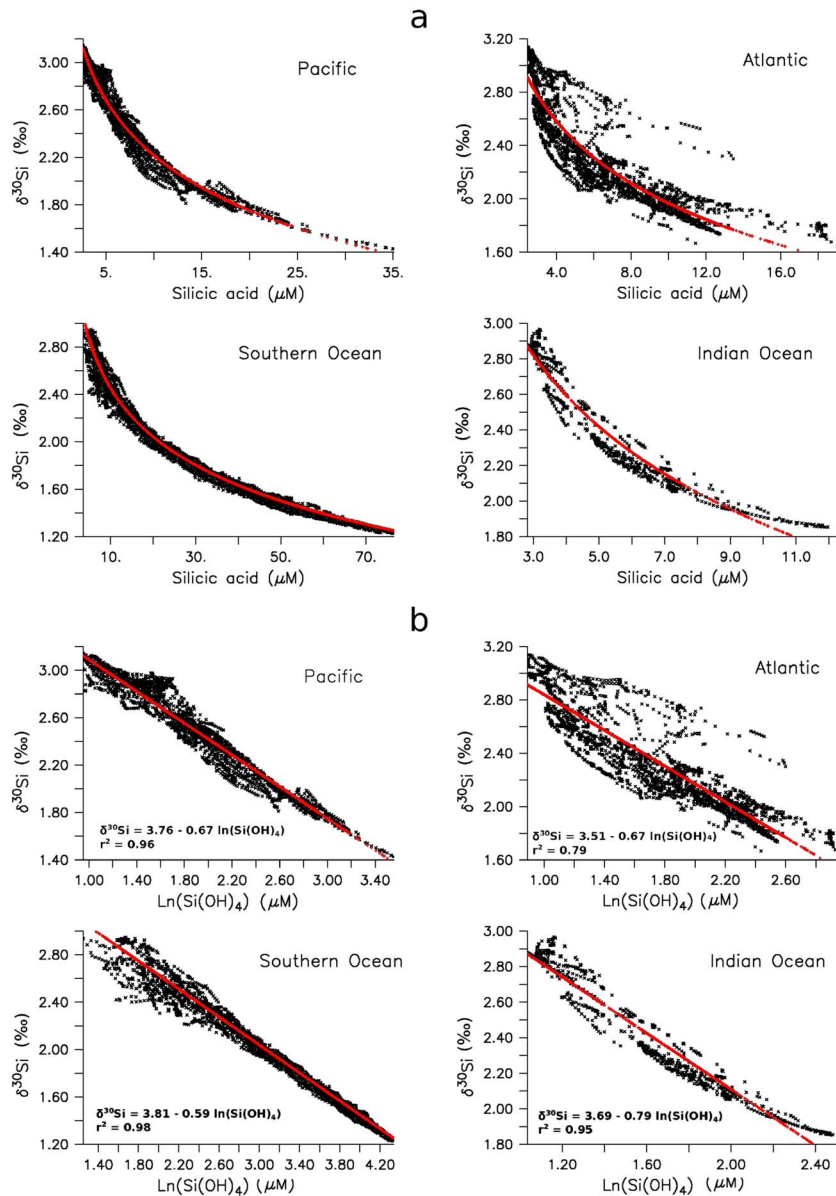 a
Pacific
3.00
2.60
2.20
1.80
1.40
δ³⁰Si (‰)
5. 15. 25. 35.
Silicic acid (μM)
Atlantic
3.20
2.80
2.40
2.00
1.60
δ³⁰Si (‰)
4.0 8.0 12.0 16.0
Silicic acid (μM)
Southern Ocean
2.80
2.40
2.00
1.60
1.20
δ³⁰Si (‰)
10. 30. 50. 70.
Silicic acid (μM)
Indian Ocean
3.00
2.80
2.60
2.40
2.20
2.00
1.80
δ³⁰Si (‰)
3.0 5.0 7.0 9.0 11.0
Silicic acid (μM)
b
Pacific
3.00
2.60
2.20
1.80
1.40
δ³⁰Si (‰)
δ³⁰Si = 3.76 - 0.67 ln(Si(OH)₄)
r² = 0.96
1.00 1.40 1.80 2.20 2.60 3.00 3.40
Ln(Si(OH)₄) (μM)
Atlantic
3.20
2.80
2.40
2.00
1.60
δ³⁰Si (‰)
δ³⁰Si = 3.51 - 0.67 ln(Si(OH)₄)
r² = 0.79
1.00 1.40 1.80 2.20 2.60
Ln(Si(OH)₄) (μM)
Southern Ocean
2.80
2.40
2.00
1.60
1.20
δ³⁰Si (‰)
δ³⁰Si = 3.81 - 0.59 ln(Si(OH)₄)
r² = 0.98
1.40 1.80 2.20 2.60 3.00 3.40 3.80 4.20
Ln(Si(OH)₄) (μM)
Indian Ocean
3.00
2.80
2.60
2.40
2.20
2.00
1.80
δ³⁰Si (‰)
δ³⁰Si = 3.69 - 0.79 ln(Si(OH)₄)
r² = 0.95
1.20 1.60 2.00 2.40
Ln(Si(OH)₄) (μM)